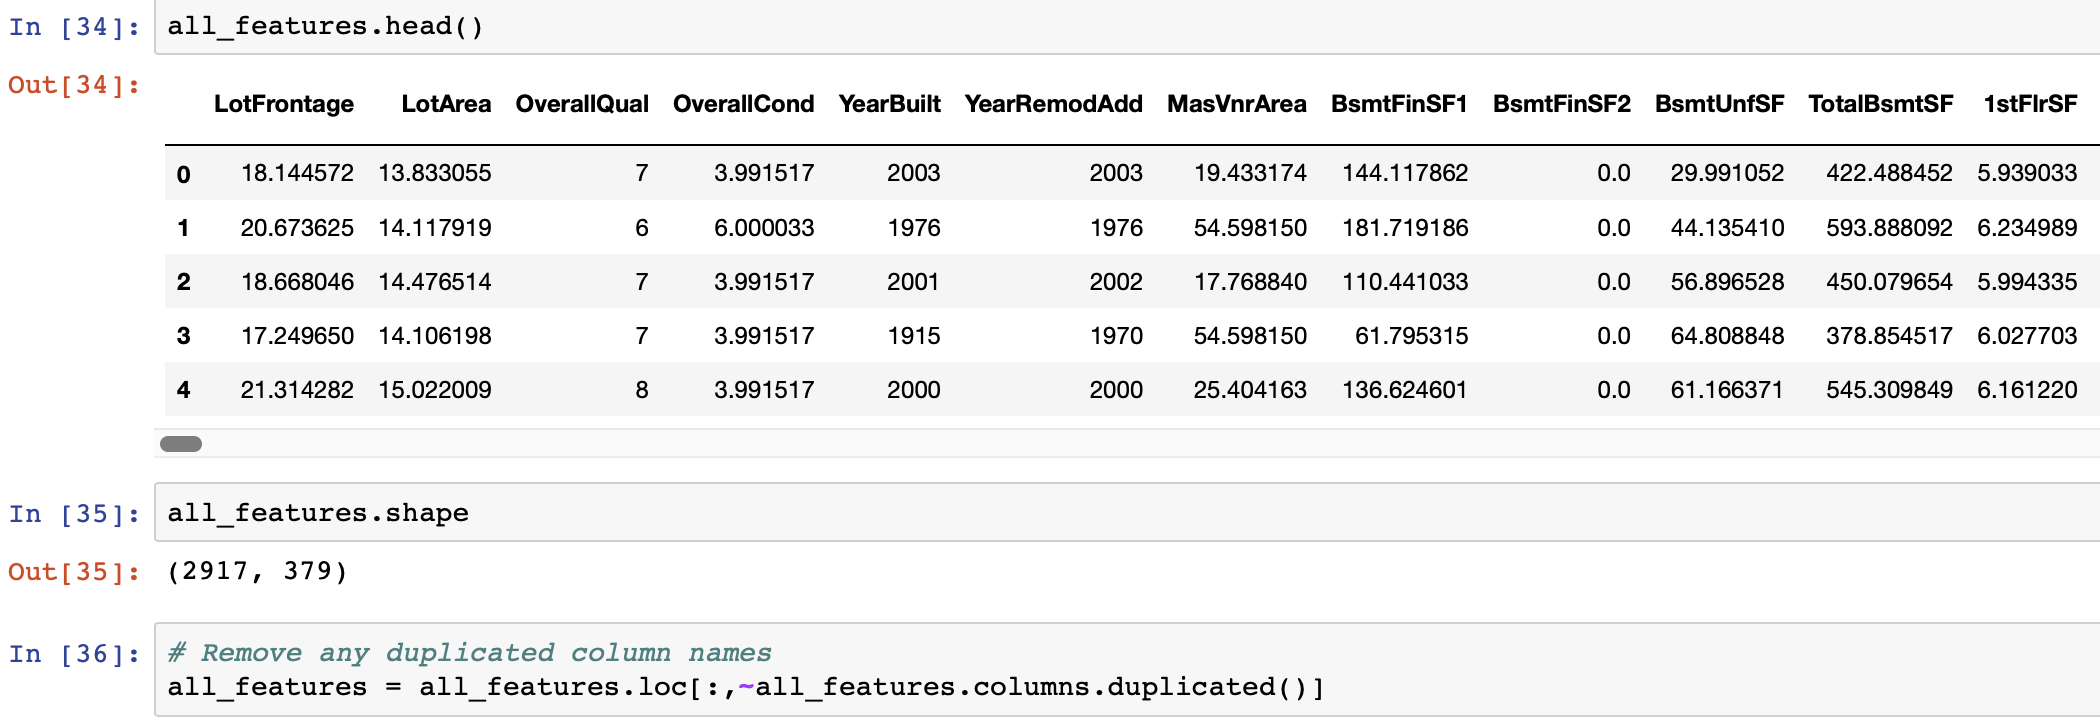 In [34]: all_features.head()
Out[34]:
LotFrontage LotArea OverallQual OverallCond YearBuilt YearRemodAdd MasVnrArea BsmtFinSF1 BsmtFinSF2 BsmtUnfSF TotalBsmtSF 1stFlrSF
0 18.144572 13.833055 7 3.991517 2003 2003 19.433174 144.117862 0.0 29.991052 422.488452 5.939033
1 20.673625 14.117919 6 6.000033 1976 1976 54.598150 181.719186 0.0 44.135410 593.888092 6.234989
2 18.668046 14.476514 7 3.991517 2001 2002 17.768840 110.441033 0.0 56.896528 450.079654 5.994335
3 17.249650 14.106198 7 3.991517 1915 1970 54.598150 61.795315 0.0 64.808848 378.854517 6.027703
4 21.314282 15.022009 8 3.991517 2000 2000 25.404163 136.624601 0.0 61.166371 545.309849 6.161220
In [35]: all_features.shape
Out[35]: (2917, 379)
In [36]: # Remove any duplicated column names
all_features = all_features.loc[:,~all_features.columns.duplicated()]